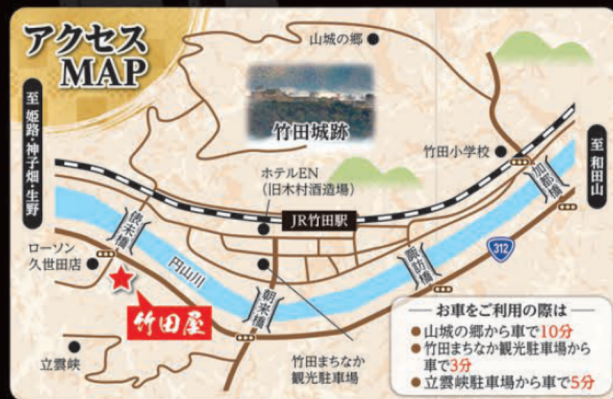 アクセス
MAP
山城の郷
竹田城跡
至 姫路・神子畑・生野
竹田小学校
至 和田山
ホテルEN
(旧木村酒造場)
JR竹田駅
加都橋
俵米橋
ローソン
久世田店
円山川
諏訪橋
312
朝来橋
竹田屋
立雲峡
竹田まちなか
観光駐車場
お車をご利用の際は
●山城の郷から車で10分
●竹田まちなか観光駐車場から
車で3分
●立雲峡駐車場から車で5分